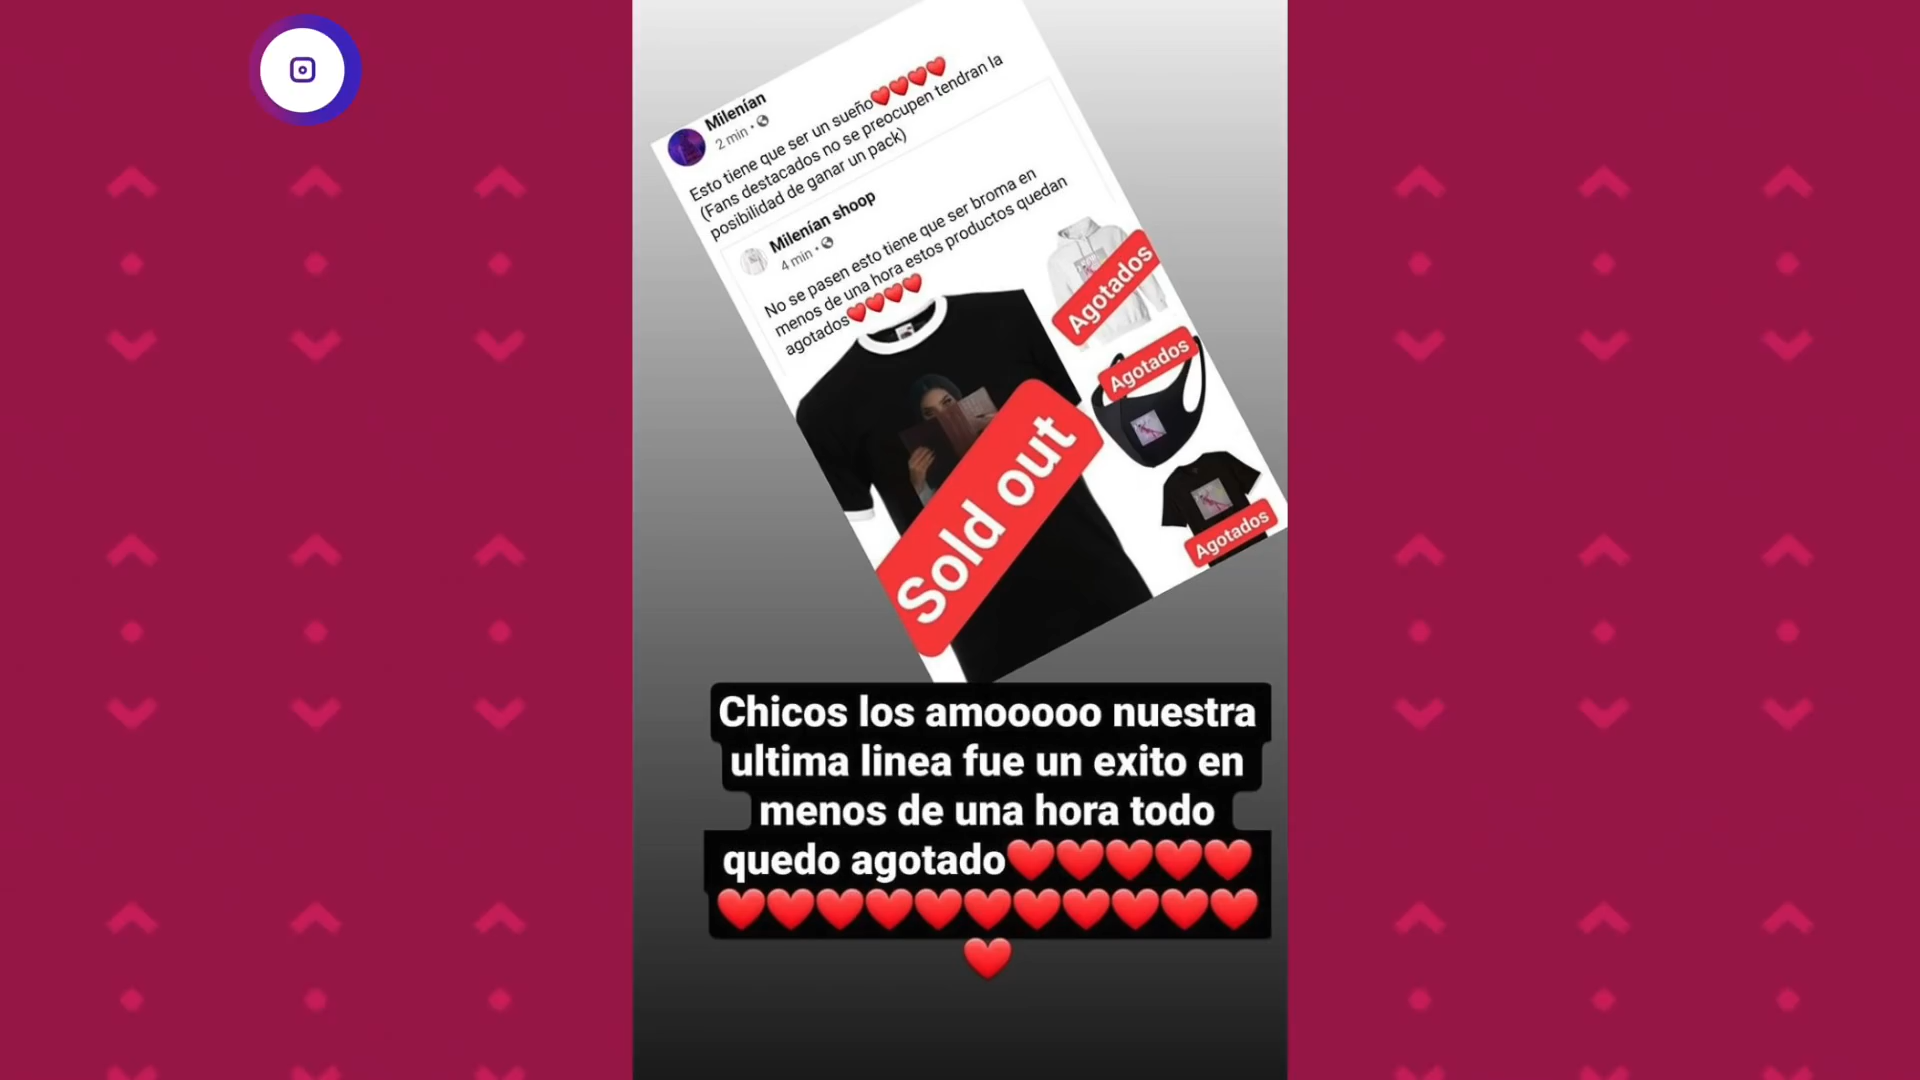 Milenían
2 min
Esto tiene que ser un sueño❤️❤️❤️❤️
(Fans destacados no se preocupen tendran la
posibilidad de ganar un pack)
Milenían shoop
4 min
No se pasen esto tiene que ser broma en
menos de una hora estos productos quedan
agotados❤️❤️❤️❤️
Agotados
Agotados
Agotados
Sold out
Chicos los amooooo nuestra
ultima linea fue un exito en
menos de una hora todo
quedo agotado❤️❤️❤️❤️❤️
❤️❤️❤️❤️❤️❤️❤️❤️❤️❤️❤️
❤️